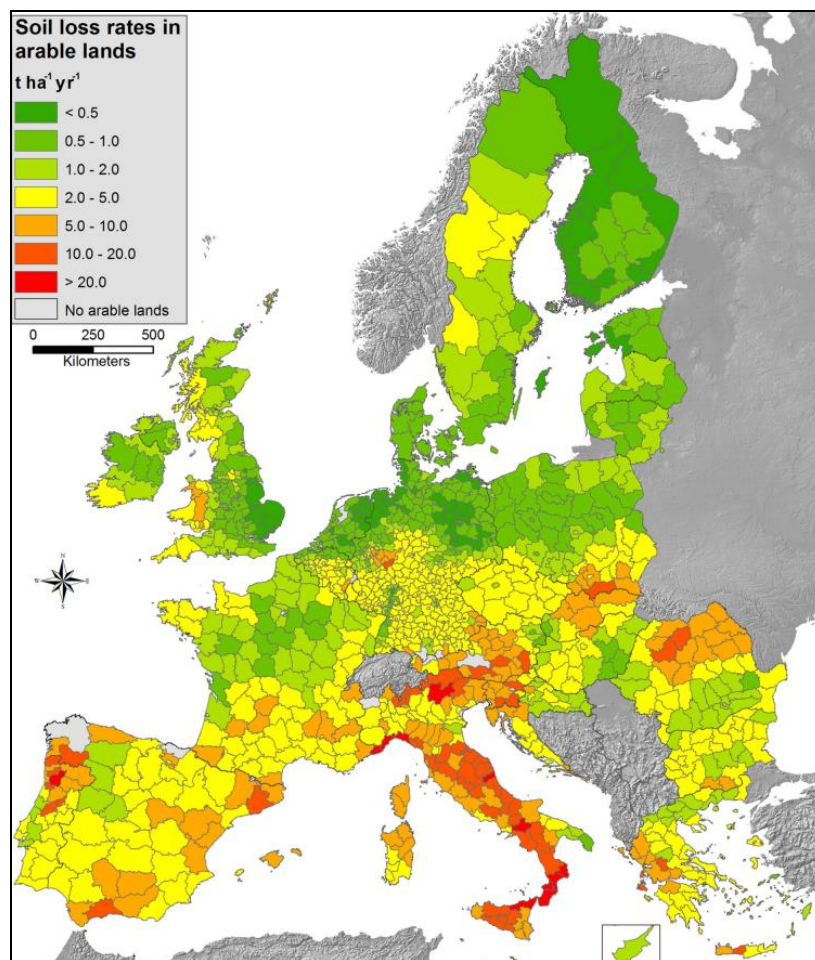 Soil loss rates in
arable lands
t ha⁻¹ yr⁻¹
< 0.5
0.5 - 1.0
1.0 - 2.0
2.0 - 5.0
5.0 - 10.0
10.0 - 20.0
> 20.0
No arable lands
0 250 500
Kilometers
N
W E
S